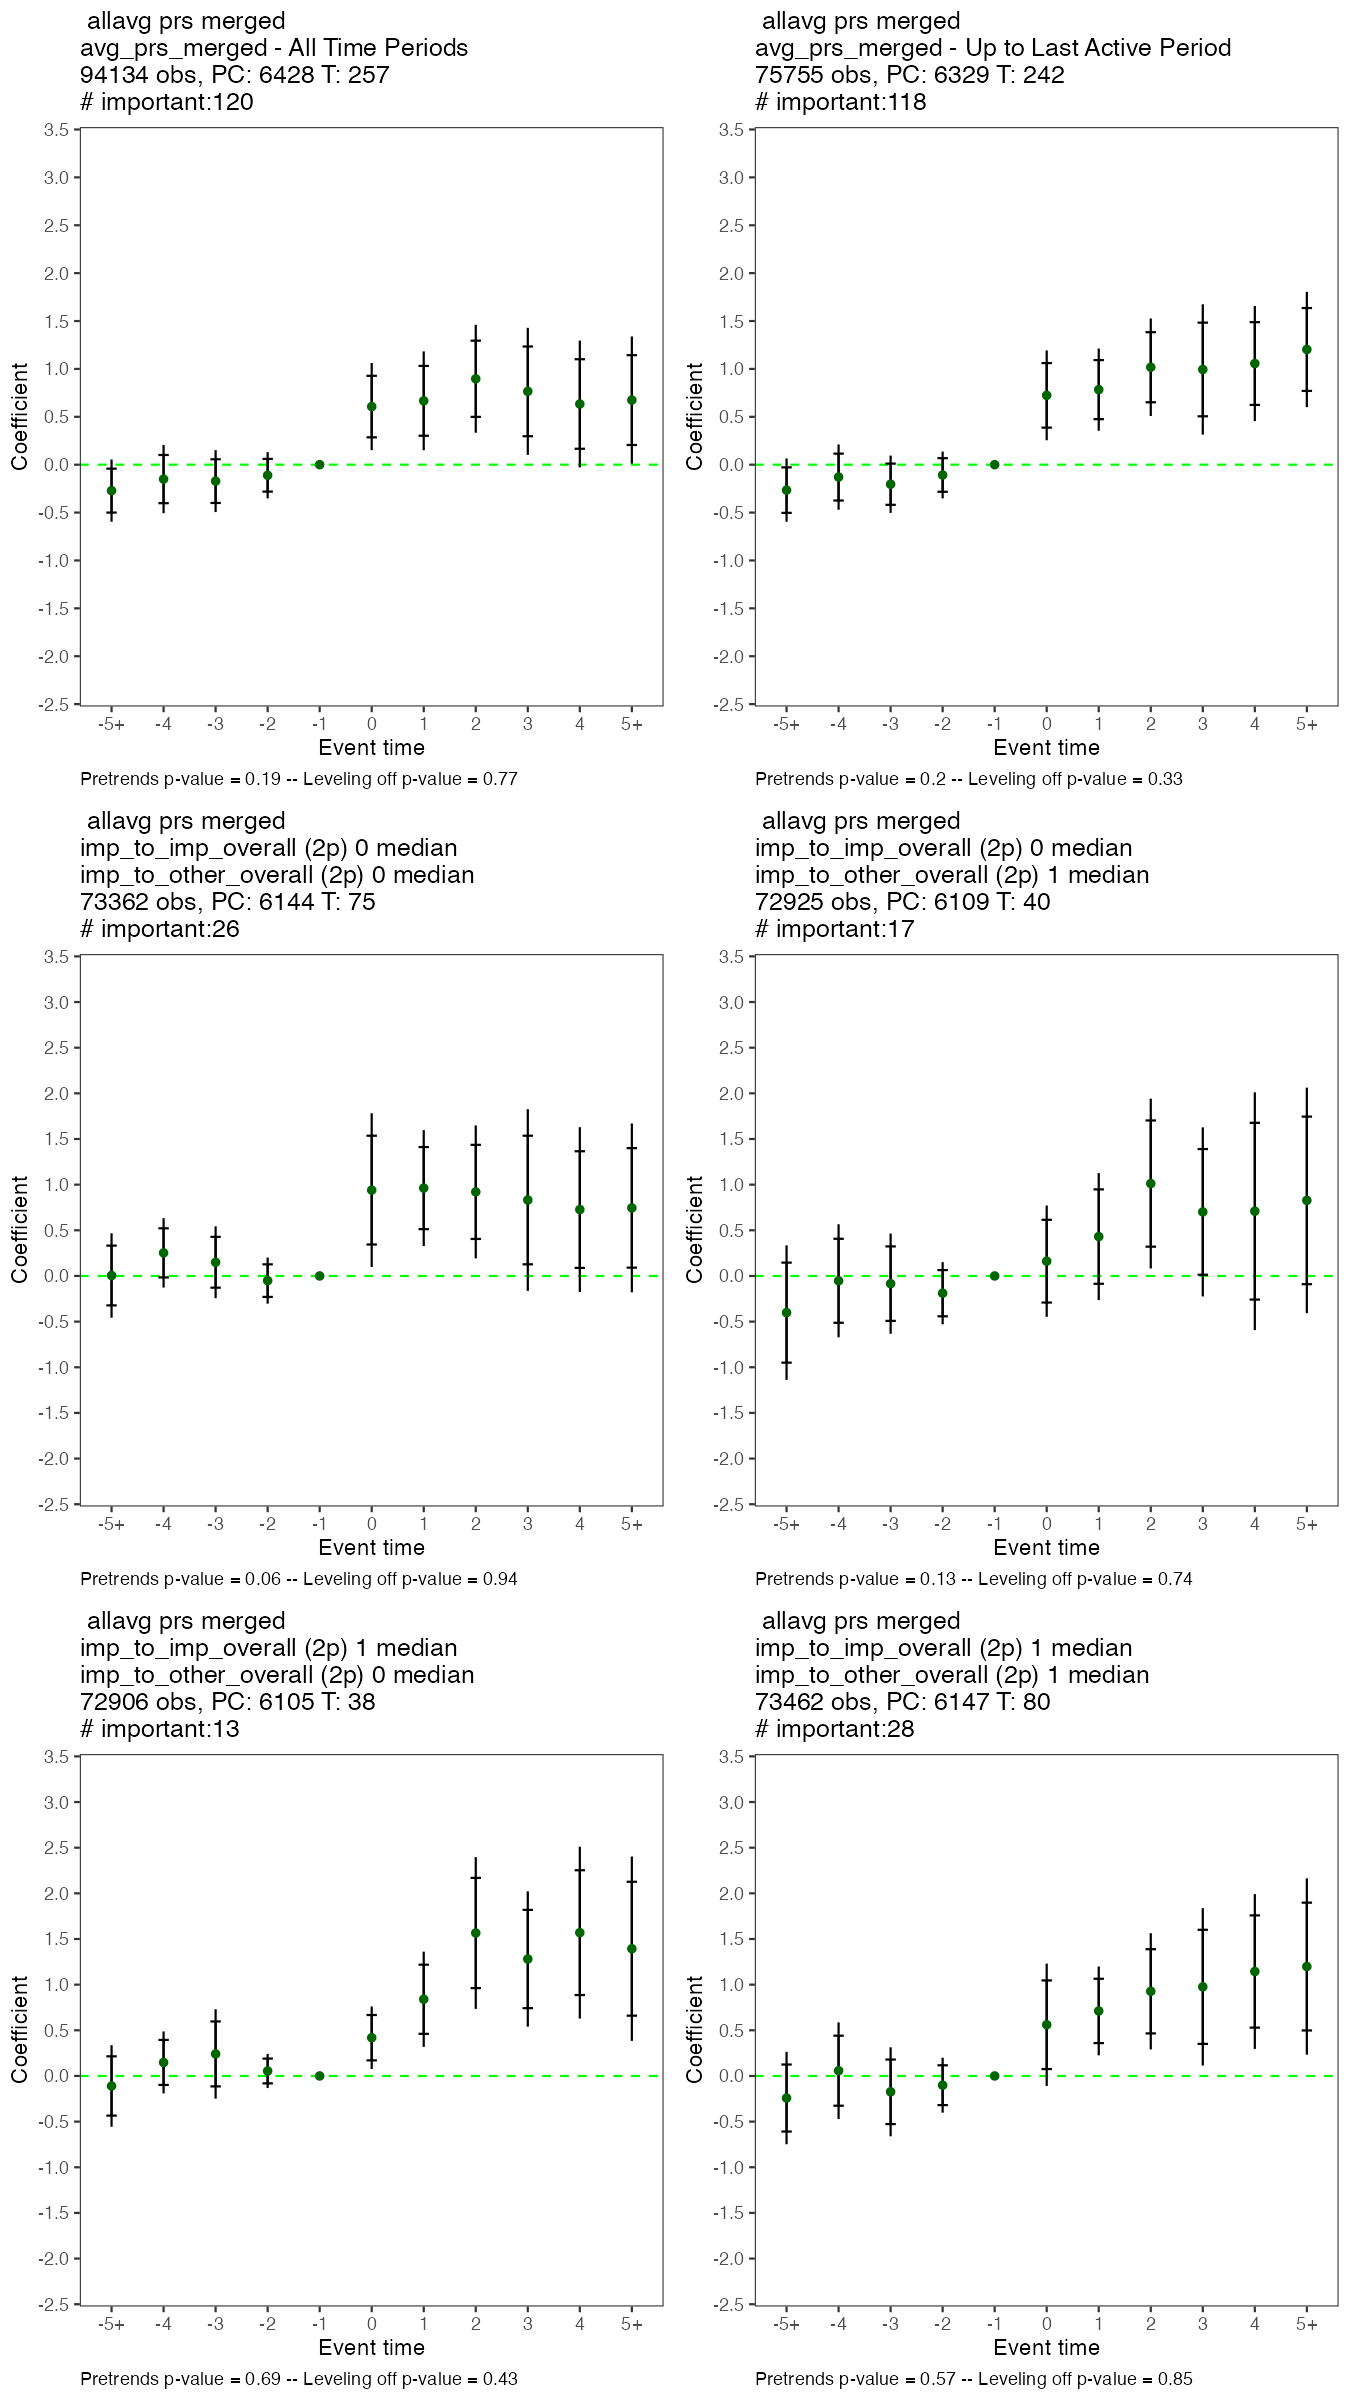 allavg prs merged
avg_prs_merged - All Time Periods
94134 obs, PC: 6428 T: 257
# important:120
3.5
3.0
2.5
2.0
1.5
1.0
0.5
0.0
-0.5
-1.0
-1.5
-2.0
-2.5
Coefficient
-5+ -4 -3 -2 -1 0 1 2 3 4 5+
Event time
Pretrends p-value = 0.19 -- Leveling off p-value = 0.77
allavg prs merged
avg_prs_merged - Up to Last Active Period
75755 obs, PC: 6329 T: 242
# important:118
3.5
3.0
2.5
2.0
1.5
1.0
0.5
0.0
-0.5
-1.0
-1.5
-2.0
-2.5
Coefficient
-5+ -4 -3 -2 -1 0 1 2 3 4 5+
Event time
Pretrends p-value = 0.2 -- Leveling off p-value = 0.33
allavg prs merged
imp_to_imp_overall (2p) 0 median
imp_to_other_overall (2p) 0 median
73362 obs, PC: 6144 T: 75
# important:26
3.5
3.0
2.5
2.0
1.5
1.0
0.5
0.0
-0.5
-1.0
-1.5
-2.0
-2.5
Coefficient
-5+ -4 -3 -2 -1 0 1 2 3 4 5+
Event time
Pretrends p-value = 0.06 -- Leveling off p-value = 0.94
allavg prs merged
imp_to_imp_overall (2p) 0 median
imp_to_other_overall (2p) 1 median
72925 obs, PC: 6109 T: 40
# important:17
3.5
3.0
2.5
2.0
1.5
1.0
0.5
0.0
-0.5
-1.0
-1.5
-2.0
-2.5
Coefficient
-5+ -4 -3 -2 -1 0 1 2 3 4 5+
Event time
Pretrends p-value = 0.13 -- Leveling off p-value = 0.74
allavg prs merged
imp_to_imp_overall (2p) 1 median
imp_to_other_overall (2p) 0 median
72906 obs, PC: 6105 T: 38
# important:13
3.5
3.0
2.5
2.0
1.5
1.0
0.5
0.0
-0.5
-1.0
-1.5
-2.0
-2.5
Coefficient
-5+ -4 -3 -2 -1 0 1 2 3 4 5+
Event time
Pretrends p-value = 0.69 -- Leveling off p-value = 0.43
allavg prs merged
imp_to_imp_overall (2p) 1 median
imp_to_other_overall (2p) 1 median
73462 obs, PC: 6147 T: 80
# important:28
3.5
3.0
2.5
2.0
1.5
1.0
0.5
0.0
-0.5
-1.0
-1.5
-2.0
-2.5
Coefficient
-5+ -4 -3 -2 -1 0 1 2 3 4 5+
Event time
Pretrends p-value = 0.57 -- Leveling off p-value = 0.85